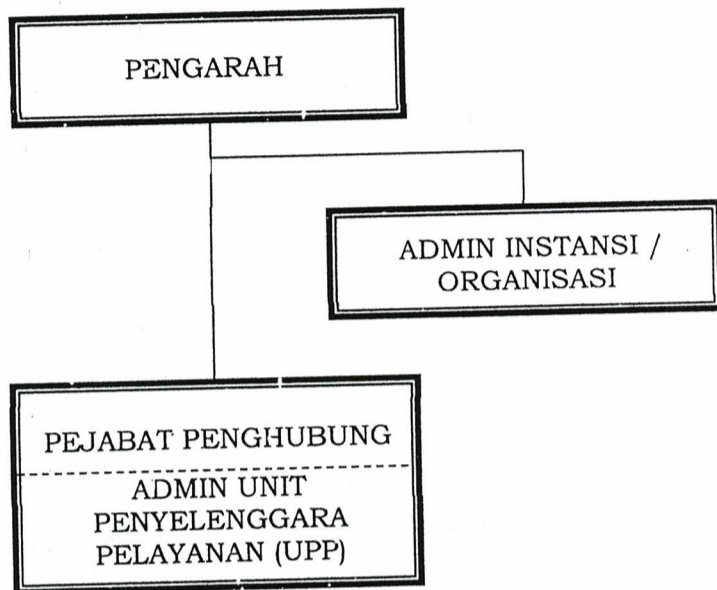 PENGARAH
ADMIN INSTANSI /
ORGANISASI
PEJABAT PENGHUBUNG
ADMIN UNIT
PENYELENGGARA
PELAYANAN (UPP)